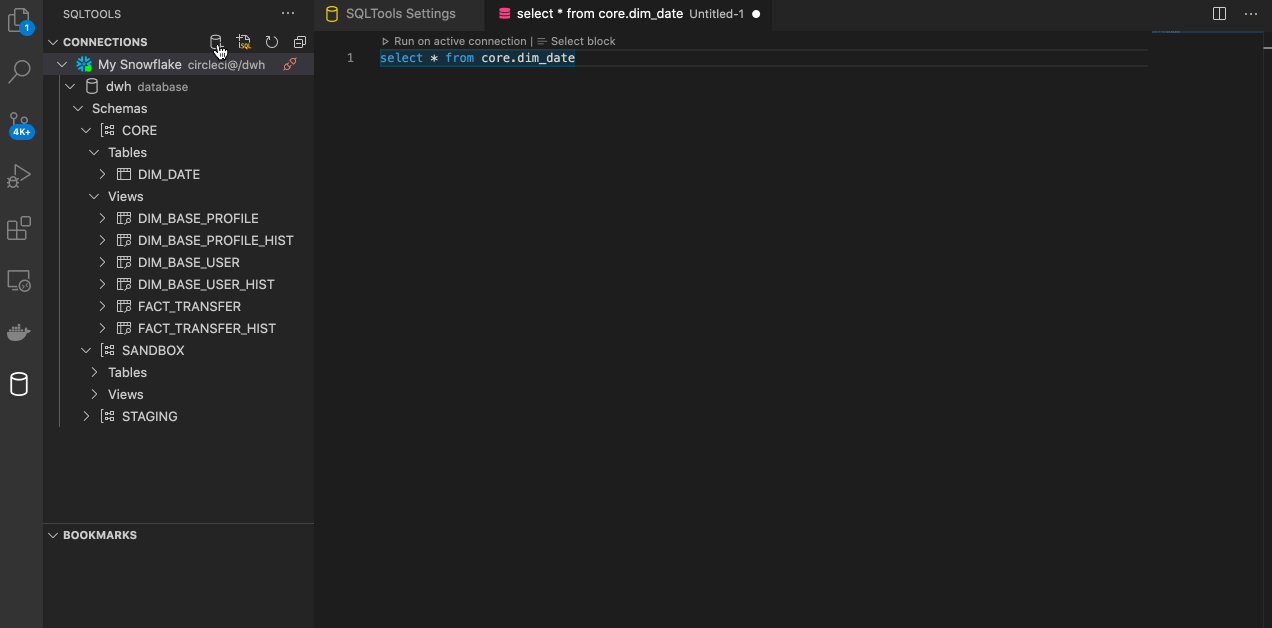 SQLTOOLS
SQLTools Settings
select * from core.dim_date Untitled-1
1
CONNECTIONS
SQL
Run on active connection | Select block
My Snowflake circleci@/dwh
1 select * from core.dim_date
dwh database
Schemas
4K+
CORE
Tables
DIM_DATE
Views
DIM_BASE_PROFILE
DIM_BASE_PROFILE_HIST
DIM_BASE_USER
DIM_BASE_USER_HIST
FACT_TRANSFER
FACT_TRANSFER_HIST
SANDBOX
Tables
Views
STAGING
BOOKMARKS